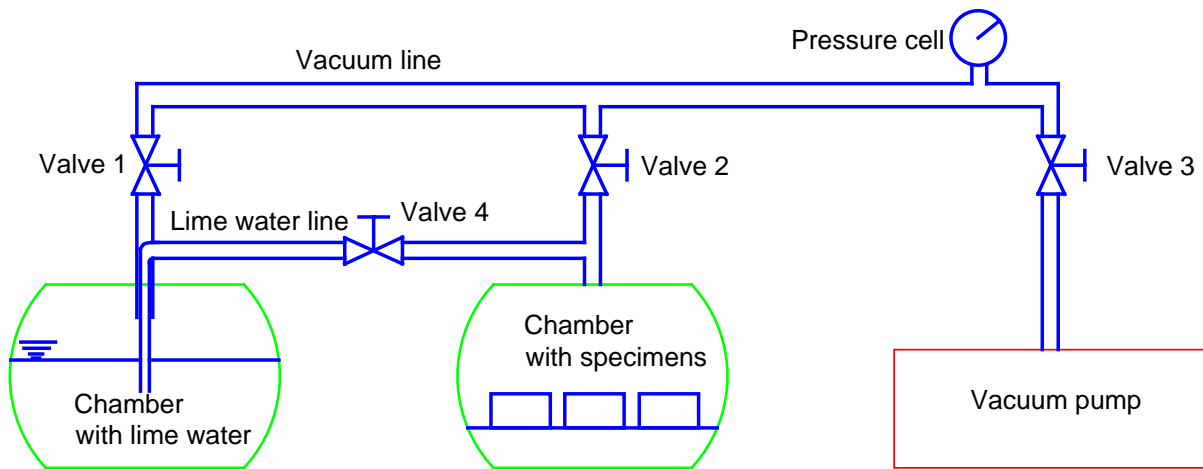 Pressure cell
Vacuum line
Valve 1
Valve 2
Valve 3
Lime water line
Valve 4
Chamber
with specimens
Chamber
with lime water
Vacuum pump